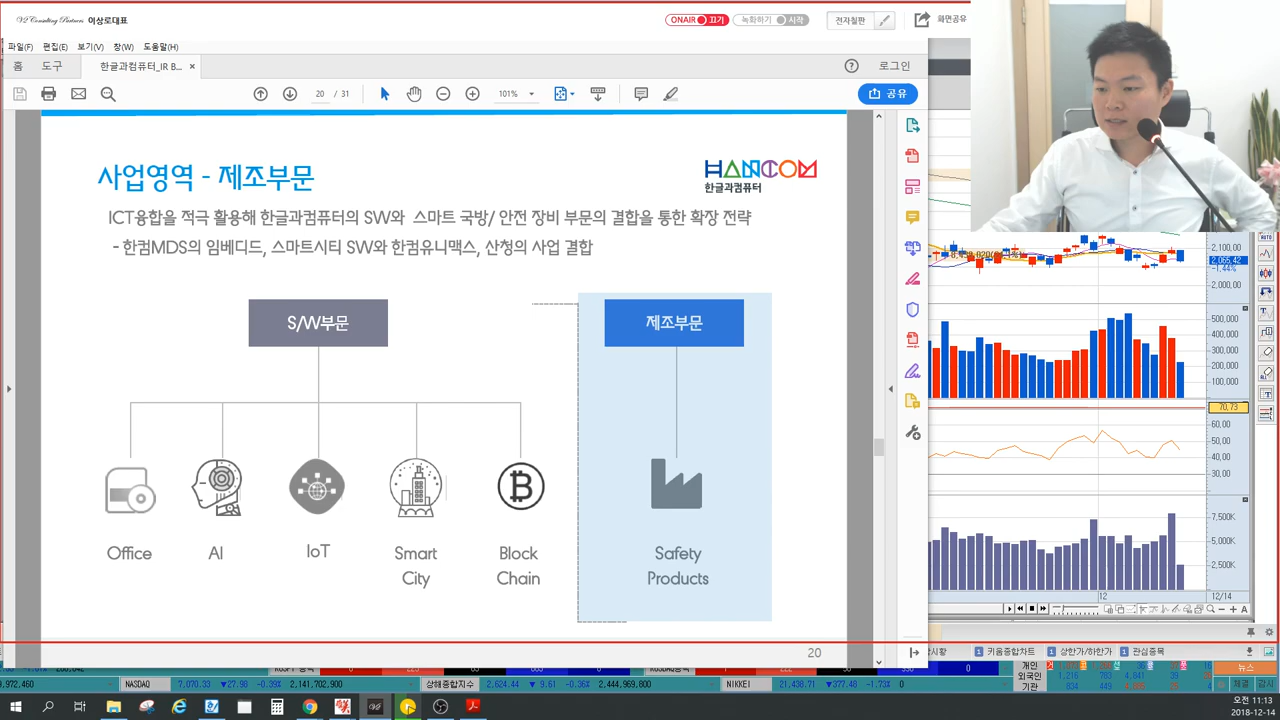 V2 Consulting Partners 이상로대표
ONAIR 끄기
녹화하기 시작
전자칠판
화면공유
파일(F) 편집(E) 보기(V) 창(W) 도움말(H)
홈 도구 한글과컴퓨터_IR B... × 로그인
20 / 31
101%
공유
사업영역 - 제조부문
HANCOM
한글과컴퓨터
ICT융합을 적극 활용해 한글과컴퓨터의 SW와 스마트 국방/ 안전 장비 부문의 결합을 통한 확장 전략
- 한컴MDS의 임베디드, 스마트시티 SW와 한컴유니맥스, 산청의 사업 결합
S/W부문
제조부문
Office
AI
IoT
Smart
City
Block
Chain
Safety
Products
20
2,100.00
2,065.42
-1.44%
2,000.00
500,000
300,000
200,000
100,000
70.73
60.00
50.00
40.00
30.00
7,500K
5,000K
2,500K
12
12/14
키움종합차트
상한가/하한가
관심종목
개인
외국인
기관
뉴스
체결
감시
9,972,460
NASDAQ 7,070.33 ▼27.98 -0.39% 2,141,702,900
상해종합지수 2,624.44 ▼ 9.61 -0.36% 2,444,969,800
NIKKEI 21,438.71 ▼377.48 -1.73% 0
오전 11:13
2018-12-14